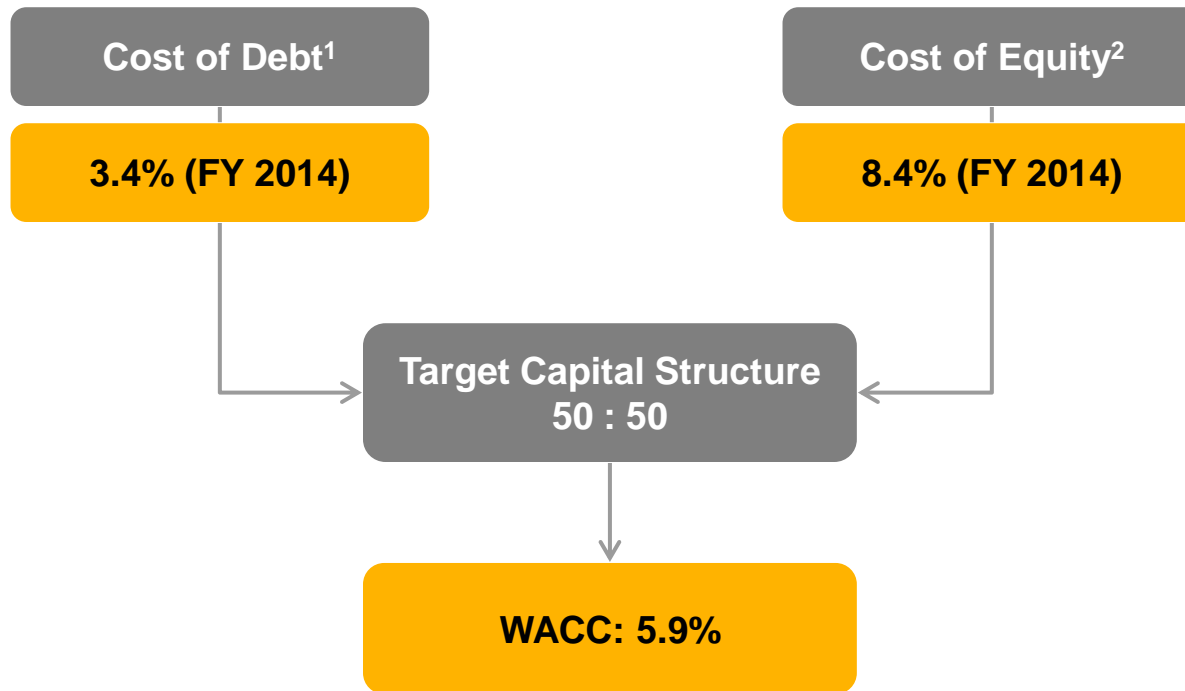 Cost of Debt¹
Cost of Equity²
3.4% (FY 2014)
8.4% (FY 2014)
Target Capital Structure
50 : 50
WACC: 5.9%